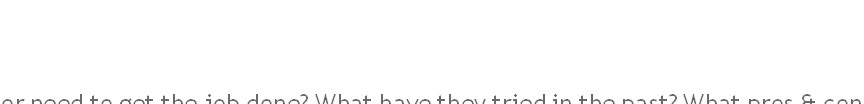 er need to get the job done? What have they tried in the past? What pros & con